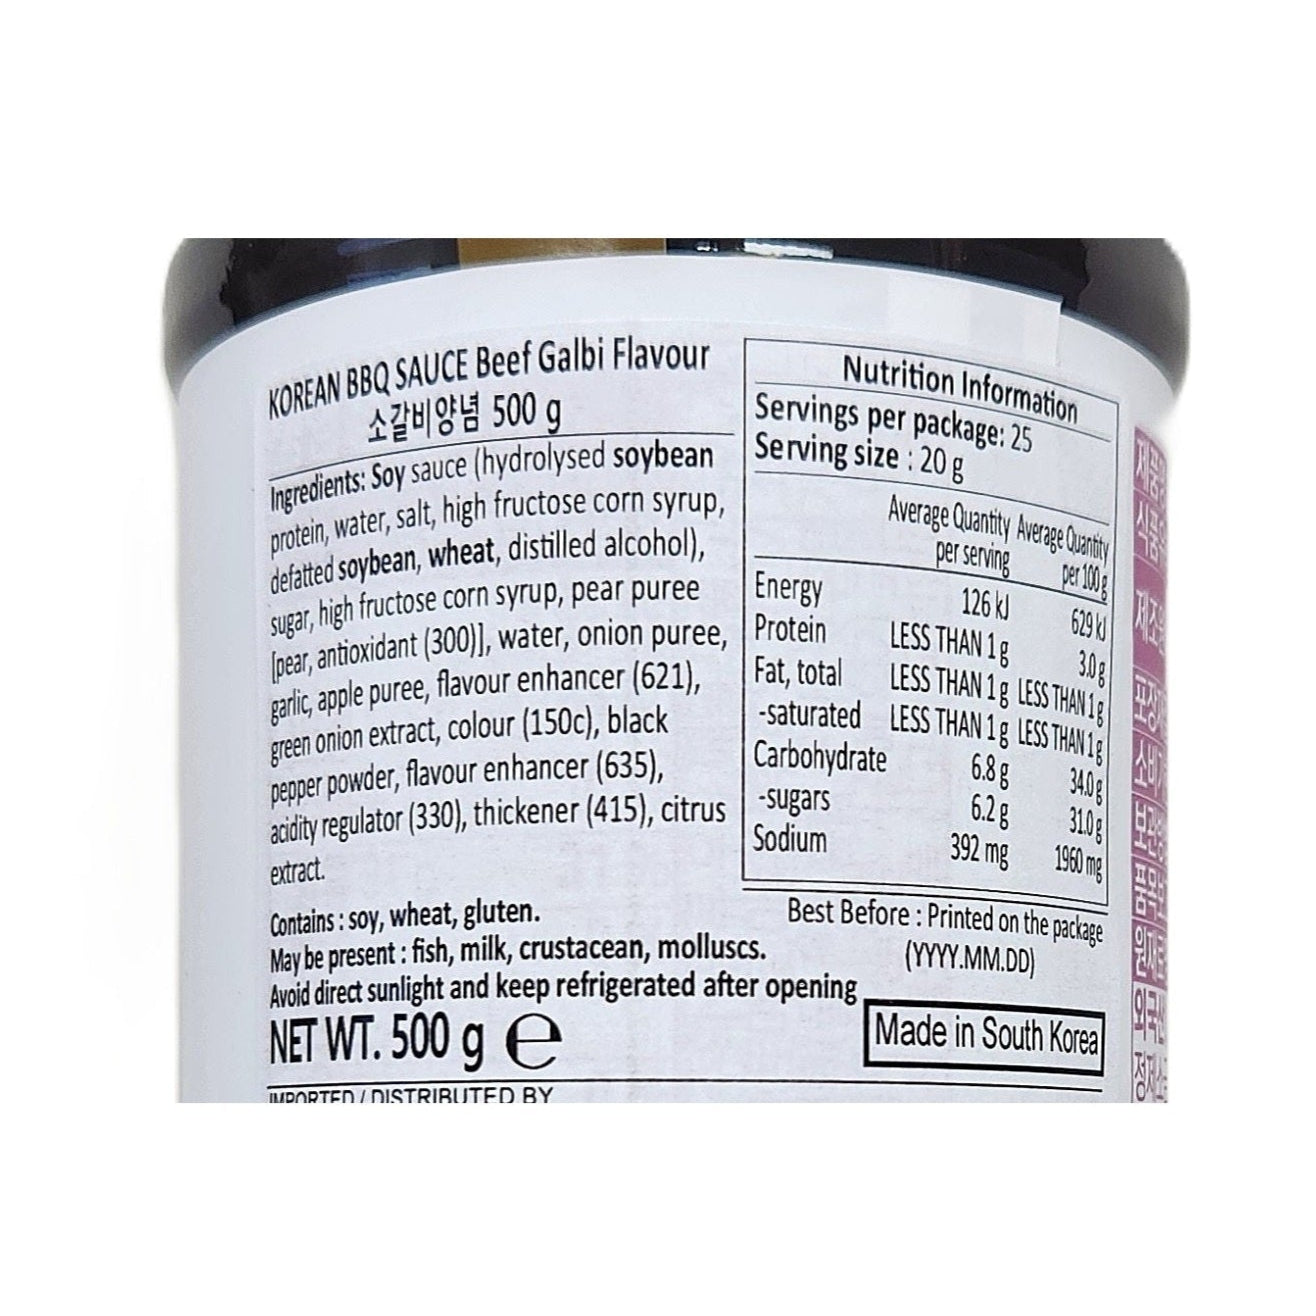 KOREAN BBQ SAUCE Beef Galbi Flavour
소갈비양념 500 g
Ingredients: Soy sauce (hydrolysed soybean
protein, water, salt, high fructose corn syrup,
defatted soybean, wheat, distilled alcohol),
sugar, high fructose corn syrup, pear puree
[pear, antioxidant (300)], water, onion puree,
garlic, apple puree, flavour enhancer (621),
green onion extract, colour (150c), black
pepper powder, flavour enhancer (635),
acidity regulator (330), thickener (415), citrus
extract.
Contains : soy, wheat, gluten.
May be present : fish, milk, crustacean, molluscs.
Avoid direct sunlight and keep refrigerated after opening
NET WT. 500 g ℮
IMPORTED / DISTRIBUTED BY
Nutrition Information
Servings per package: 25
Serving size : 20 g
Average Quantity Average Quantity
per serving per 100 g
Energy 126 kJ 629 kJ
Protein LESS THAN 1 g 3.0 g
Fat, total LESS THAN 1 g LESS THAN 1 g
-saturated LESS THAN 1 g LESS THAN 1 g
Carbohydrate 6.8 g 34.0 g
-sugars 6.2 g 31.0 g
Sodium 392 mg 1960 mg
Best Before : Printed on the package
(YYYY.MM.DD)
Made in South Korea